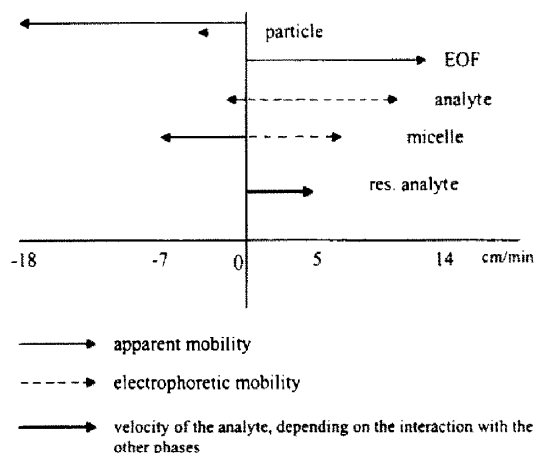 particle
EOF
analyte
micelle
res. analyte
-18 -7 0 5 14 cm/min
apparent mobility
electrophoretic mobility
velocity of the analyte, depending on the interaction with the
other phases